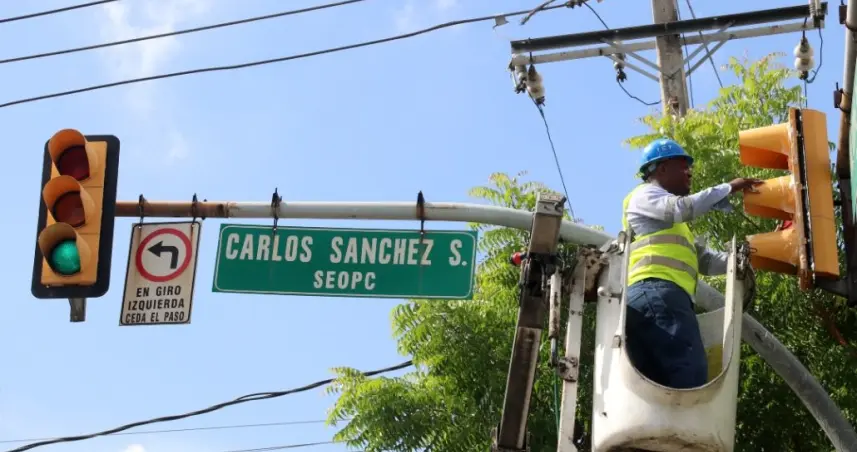 EN GIRO
IZQUIERDA
CEDA EL PASO
CARLOS SANCHEZ S.
SEOPC